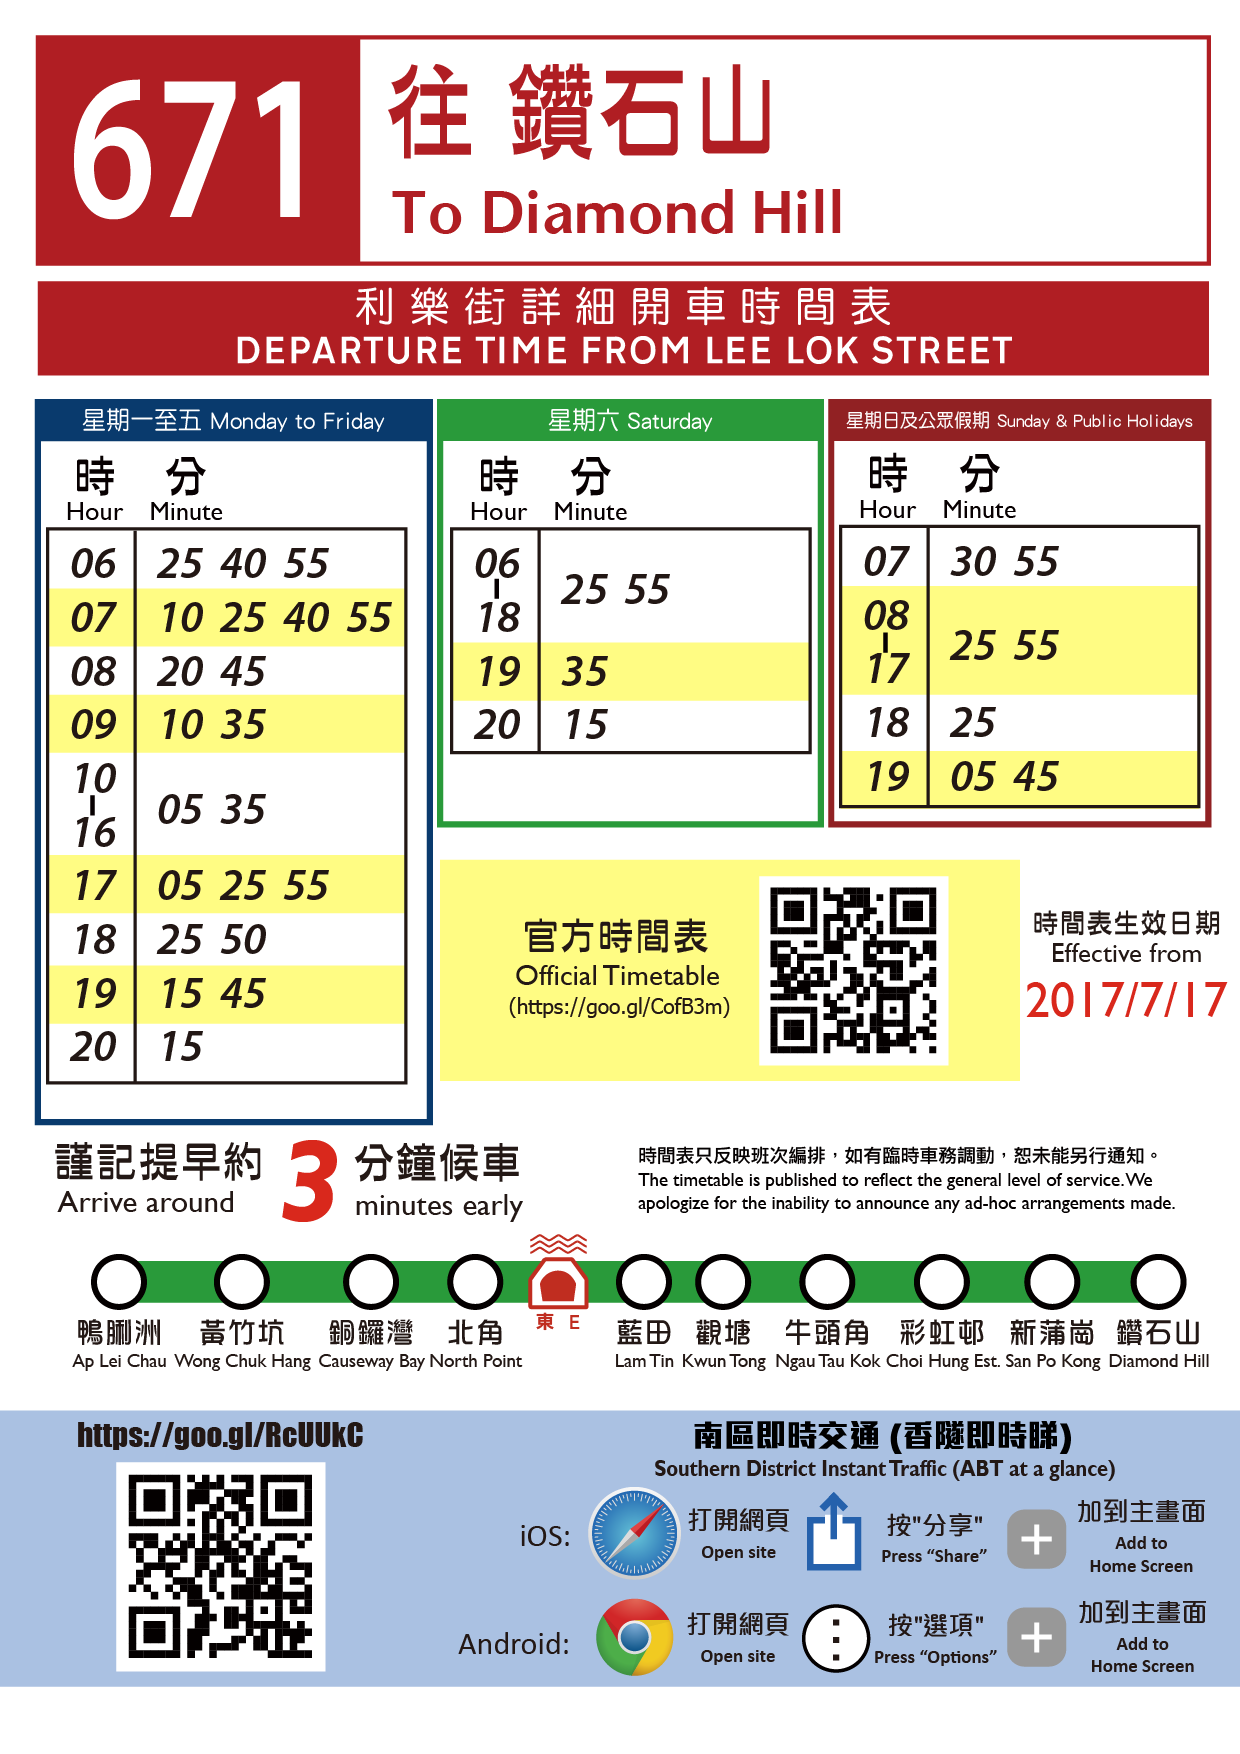 671
往 鑽石山
To Diamond Hill
利樂街詳細開車時間表
DEPARTURE TIME FROM LEE LOK STREET
星期一至五 Monday to Friday
時 分
Hour Minute
06 25 40 55
07 10 25 40 55
08 20 45
09 10 35
10
05 35
16
17 05 25 55
18 25 50
19 15 45
20 15
星期六 Saturday
時 分
Hour Minute
06
25 55
18
19 35
20 15
星期日及公眾假期 Sunday & Public Holidays
時 分
Hour Minute
07 30 55
08
25 55
17
18 25
19 05 45
官方時間表
Official Timetable
(https://goo.gl/CofB3m)
時間表生效日期
Effective from
2017/7/17
謹記提早約 3 分鐘候車
Arrive around minutes early
時間表只反映班次編排，如有臨時車務調動，恕未能另行通知。
The timetable is published to reflect the general level of service. We
apologize for the inability to announce any ad-hoc arrangements made.
東 E
鴨脷洲 黃竹坑 銅鑼灣 北角 藍田 觀塘 牛頭角 彩虹邨 新蒲崗 鑽石山
Ap Lei Chau Wong Chuk Hang Causeway Bay North Point Lam Tin Kwun Tong Ngau Tau Kok Choi Hung Est. San Po Kong Diamond Hill
https://goo.gl/RcUUkC
南區即時交通 (香隧即時睇)
Southern District Instant Traffic (ABT at a glance)
iOS:
打開網頁
Open site
按"分享"
Press “Share”
加到主畫面
Add to
Home Screen
Android:
打開網頁
Open site
按"選項"
Press “Options”
加到主畫面
Add to
Home Screen